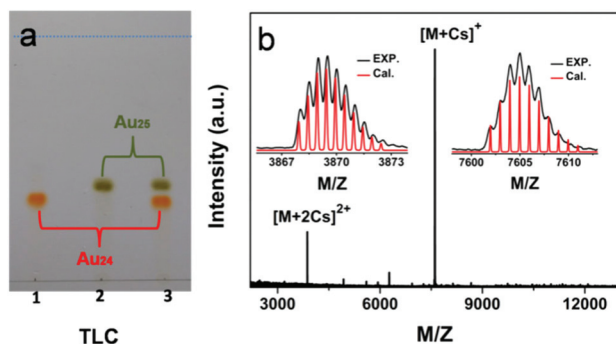 a
Au25
Au24
1 2 3
TLC
b
[M+Cs]+
EXP.
Cal.
3867 3870 3873
M/Z
EXP.
Cal.
7600 7605 7610
M/Z
[M+2Cs]2+
Intensity (a.u.)
3000 6000 9000 12000
M/Z